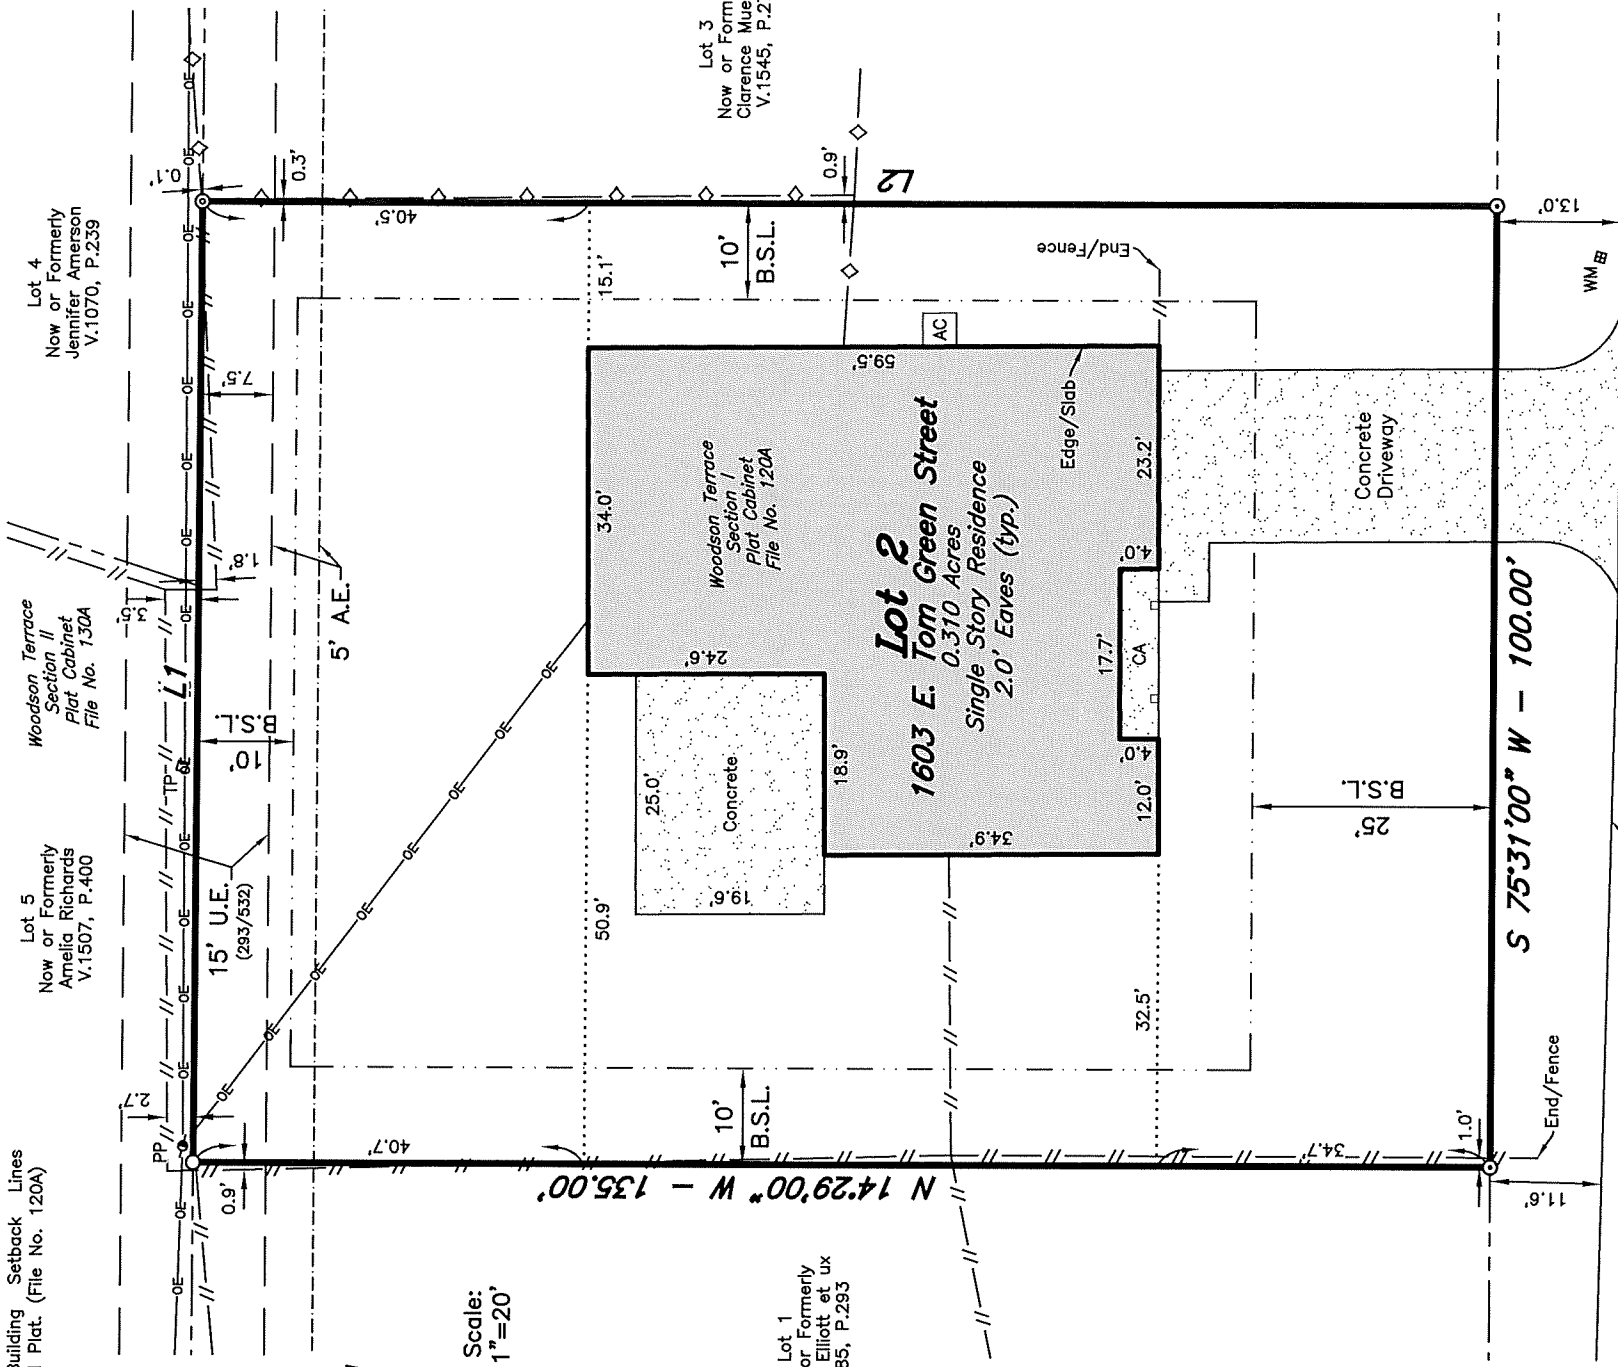 Building Setback Lines
Plat. (File No. 120A)
Lot 5
Now or Formerly
Amelia Richards
V.1507, P.400
Woodson Terrace
Section II
Plat Cabinet
File No. 130A
Lot 4
Now or Formerly
Jennifer Amerson
V.1070, P.239
Lot 3
Now or Form
Clarence Mue
V.1545, P.2
Lot 1
or Formerly
Elliott et ux
85, P.293
Scale:
1"=20'
PP
2.7'
0.9'
TP
L1
3.5'
1.8'
7.5'
0.1'
0.3'
15' U.E.
(293/532)
10'
B.S.L.
5' A.E.
OE
40.7'
40.5'
50.9'
15.1'
34.0'
24.6'
25.0'
Concrete
19.6'
18.9'
34.9'
59.5'
Woodson Terrace
Section I
Plat Cabinet
File No. 120A
Lot 2
1603 E. Tom Green Street
0.310 Acres
Single Story Residence
2.0' Eaves (typ.)
Edge/Slab
AC
10'
B.S.L.
10'
B.S.L.
0.9'
L2
End/Fence
12.0'
4.0'
17.7'
CA
4.0'
23.2'
32.5'
34.7'
25'
B.S.L.
Concrete
Driveway
N 14°29'00" W - 135.00'
S 75°31'00" W - 100.00'
1.0'
End/Fence
11.6'
13.0'
WM